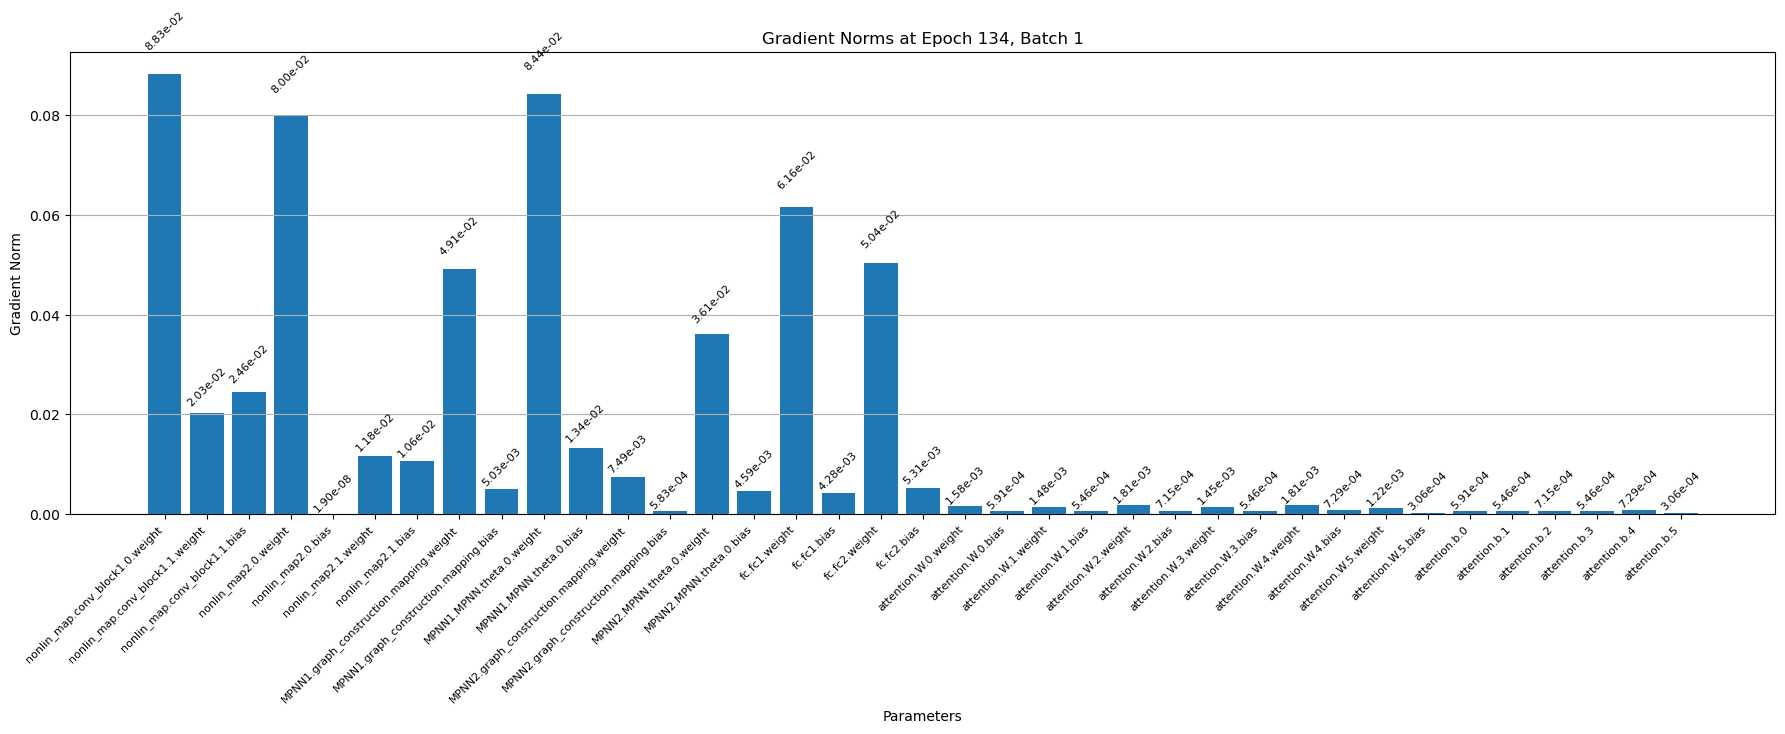 Gradient Norms at Epoch 134, Batch 1
Gradient Norm
0.08
0.06
0.04
0.02
0.00
8.83e-02
2.03e-02
2.46e-02
8.00e-02
1.90e-08
1.18e-02
1.06e-02
4.91e-02
5.03e-03
8.44e-02
1.34e-02
7.49e-03
5.83e-04
3.61e-02
4.59e-03
6.16e-02
4.28e-03
5.04e-02
5.31e-03
1.58e-03
5.91e-04
1.48e-03
5.46e-04
1.81e-03
7.15e-04
1.45e-03
5.46e-04
1.81e-03
7.29e-04
1.22e-03
3.06e-04
5.91e-04
5.46e-04
7.15e-04
5.46e-04
7.29e-04
3.06e-04
nonlin_map.conv_block1.0.weight
nonlin_map.conv_block1.1.weight
nonlin_map.conv_block1.1.bias
nonlin_map2.0.weight
nonlin_map2.0.bias
nonlin_map2.1.weight
nonlin_map2.1.bias
MPNN1.graph_construction.mapping.weight
MPNN1.graph_construction.mapping.bias
MPNN1.MPNN.theta.0.weight
MPNN1.MPNN.theta.0.bias
MPNN2.graph_construction.mapping.weight
MPNN2.graph_construction.mapping.bias
MPNN2.MPNN.theta.0.weight
MPNN2.MPNN.theta.0.bias
fc.fc1.weight
fc.fc1.bias
fc.fc2.weight
fc.fc2.bias
attention.W.0.weight
attention.W.0.bias
attention.W.1.weight
attention.W.1.bias
attention.W.2.weight
attention.W.2.bias
attention.W.3.weight
attention.W.3.bias
attention.W.4.weight
attention.W.4.bias
attention.W.5.weight
attention.W.5.bias
attention.b.0
attention.b.1
attention.b.2
attention.b.3
attention.b.4
attention.b.5
Parameters